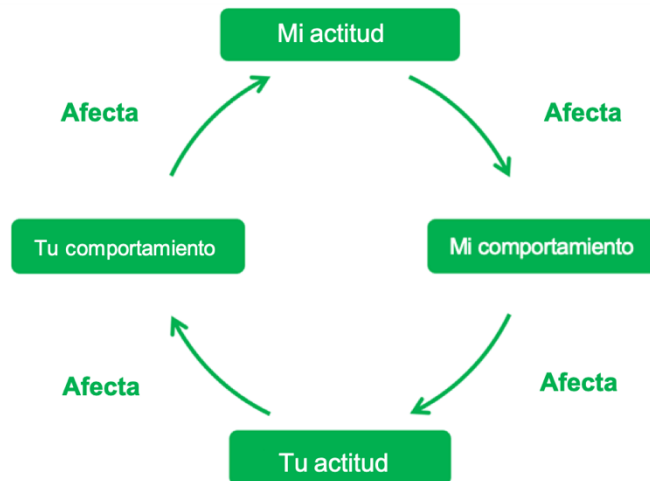 Mi actitud
Afecta
Afecta
Tu comportamiento
Mi comportamiento
Afecta
Afecta
Tu actitud